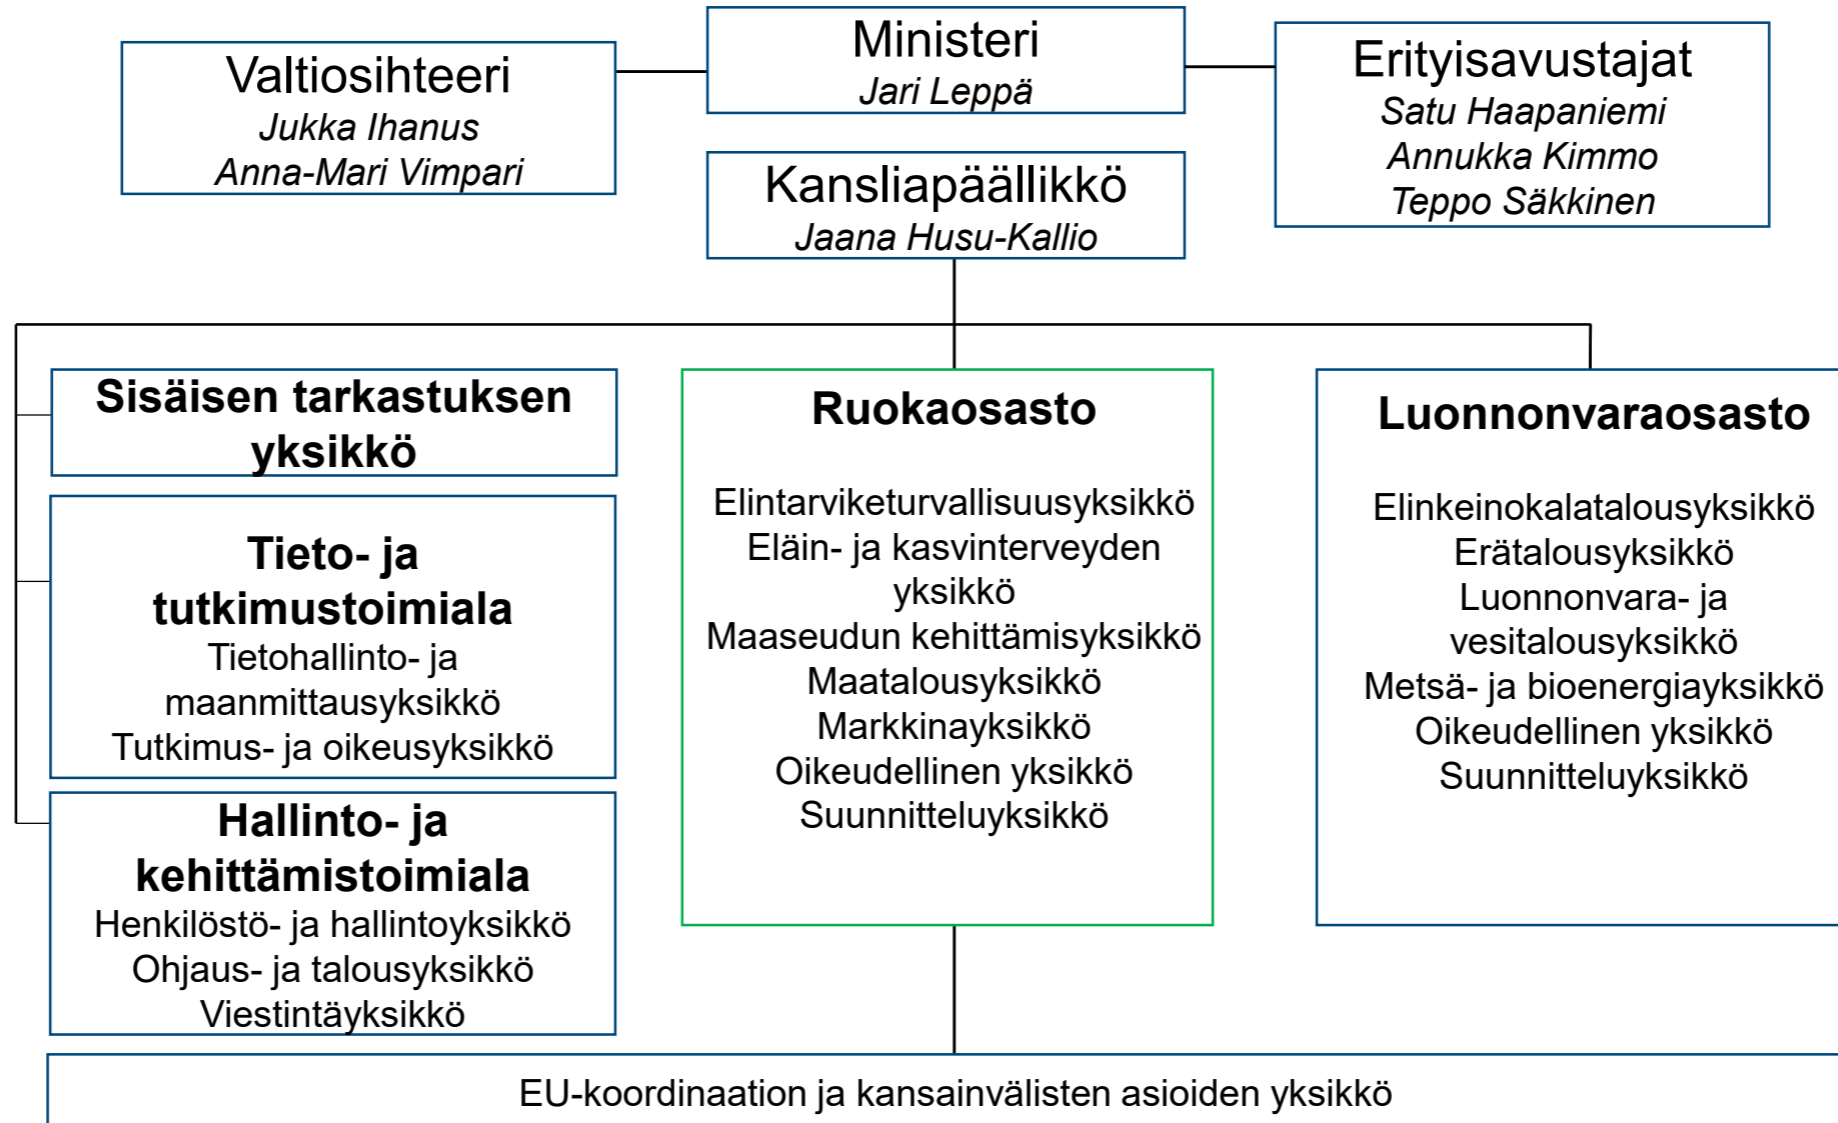 Valtiosihteeri
Jukka Ihanus
Anna-Mari Vimpari
Ministeri
Jari Leppä
Erityisavustajat
Satu Haapaniemi
Annukka Kimmo
Teppo Säkkinen
Kansliapäällikkö
Jaana Husu-Kallio
Sisäisen tarkastuksen
yksikkö
Tieto- ja
tutkimustoimiala
Tietohallinto- ja
maanmittausyksikkö
Tutkimus- ja oikeusyksikkö
Hallinto- ja
kehittämistoimiala
Henkilöstö- ja hallintoyksikkö
Ohjaus- ja talousyksikkö
Viestintäyksikkö
Ruokaosasto
Elintarviketurvallisuusyksikkö
Eläin- ja kasvinterveyden
yksikkö
Maaseudun kehittämisyksikkö
Maatalousyksikkö
Markkinayksikkö
Oikeudellinen yksikkö
Suunnitteluyksikkö
Luonnonvaraosasto
Elinkeinokalatalousyksikkö
Erätalousyksikkö
Luonnonvara- ja
vesitalousyksikkö
Metsä- ja bioenergiayksikkö
Oikeudellinen yksikkö
Suunnitteluyksikkö
EU-koordinaation ja kansainvälisten asioiden yksikkö